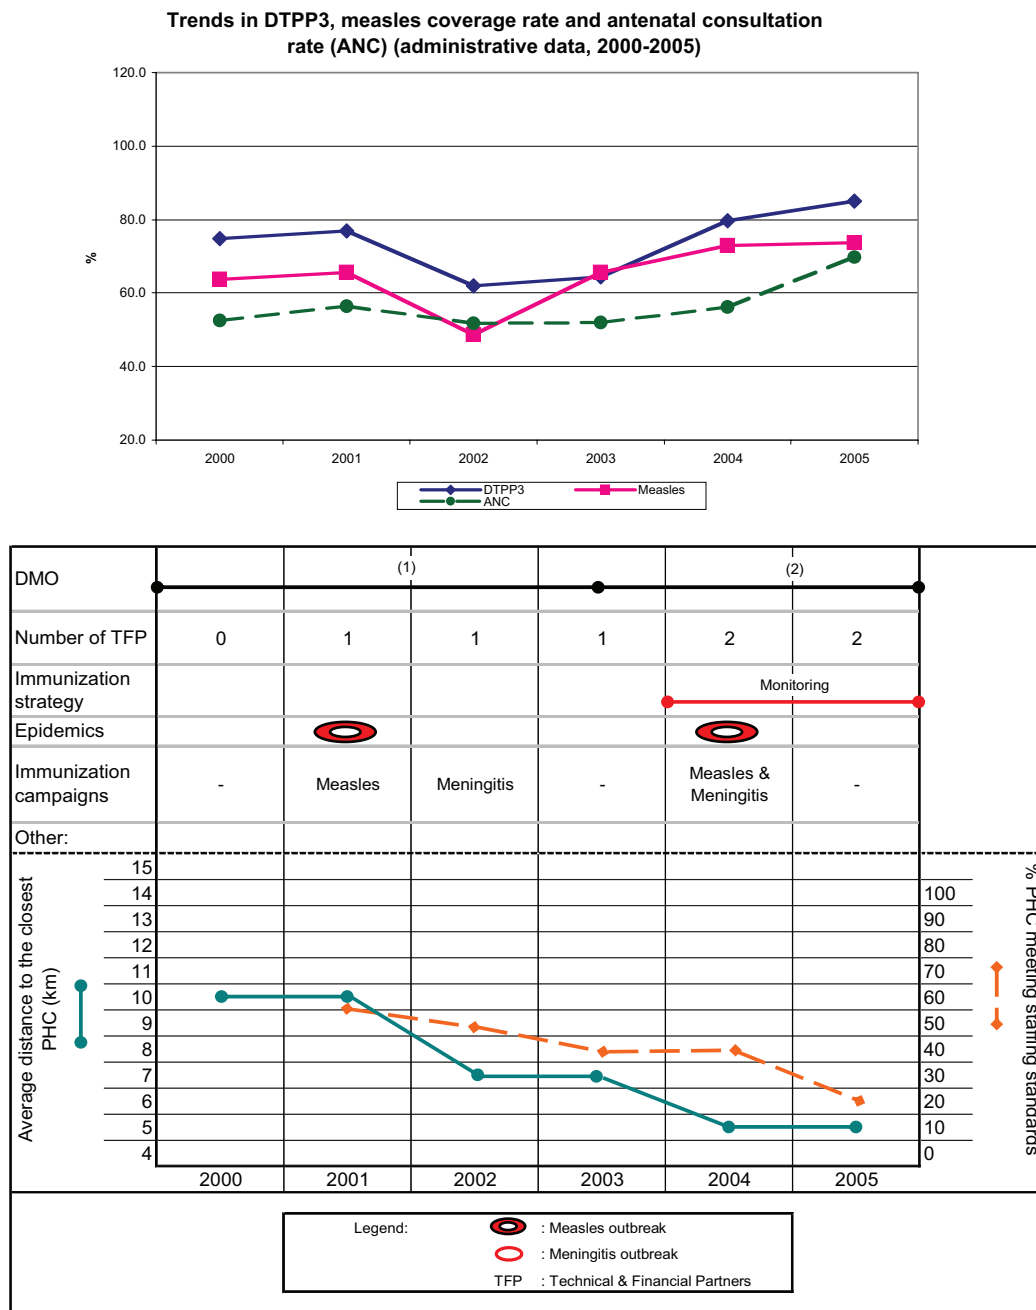 Trends in DTPP3, measles coverage rate and antenatal consultation
rate (ANC) (administrative data, 2000-2005)
120.0
100.0
80.0
60.0
40.0
20.0
%
2000 2001 2002 2003 2004 2005
DTPP3 Measles
ANC
DMO (1) (2)
Number of TFP 0 1 1 1 2 2
Immunization
strategy
Monitoring
Epidemics
Immunization
campaigns
- Measles Meningitis - Measles &
Meningitis -
Other:
Average distance to the closest
PHC (km)
15
14 100
13 90
12 80
11 70
10 60
9 50
8 40
7 30
6 20
5 10
4 0
% PHC meeting staffing standards
2000 2001 2002 2003 2004 2005
Legend: : Measles outbreak
: Meningitis outbreak
TFP : Technical & Financial Partners